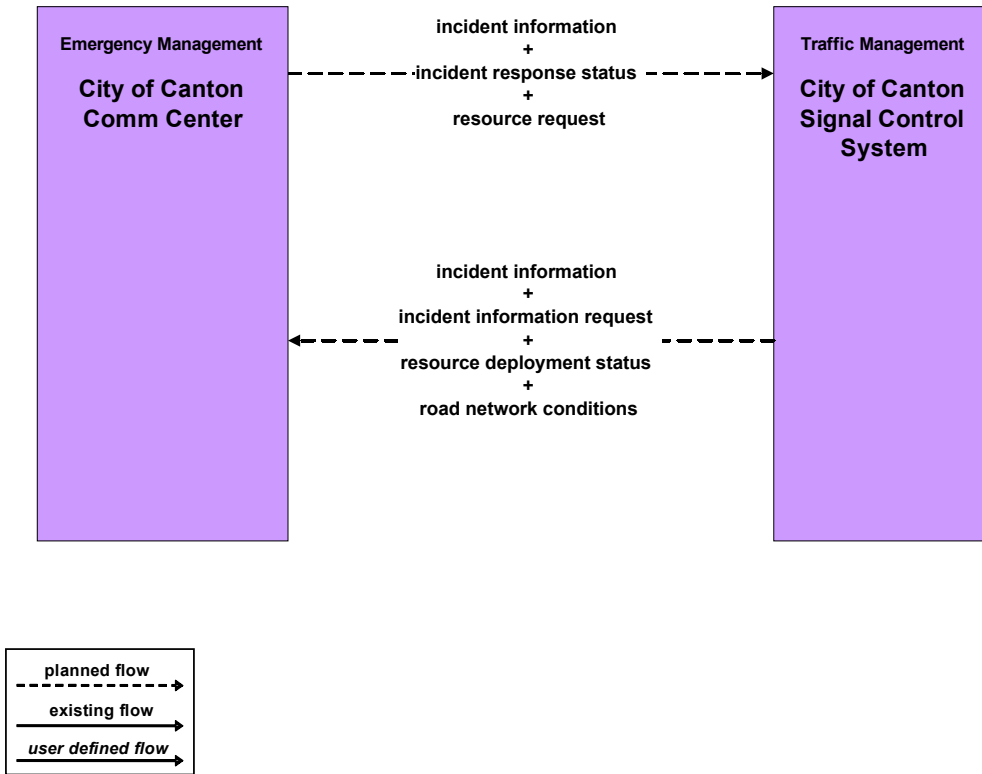 Emergency Management
City of Canton
Comm Center
incident information
+
incident response status
+
resource request
Traffic Management
City of Canton
Signal Control
System
incident information
+
incident information request
+
resource deployment status
+
road network conditions
planned flow
existing flow
user defined flow